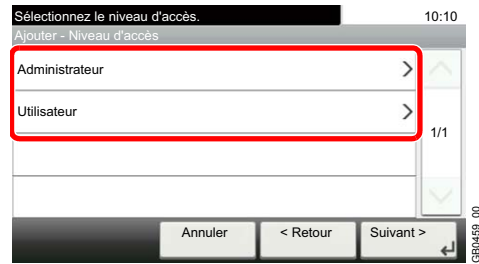 Sélectionnez le niveau d'accès. 10:10
Ajouter - Niveau d'accès
Administrateur >
Utilisateur >
1/1
Annuler < Retour Suivant >
GB0459_00